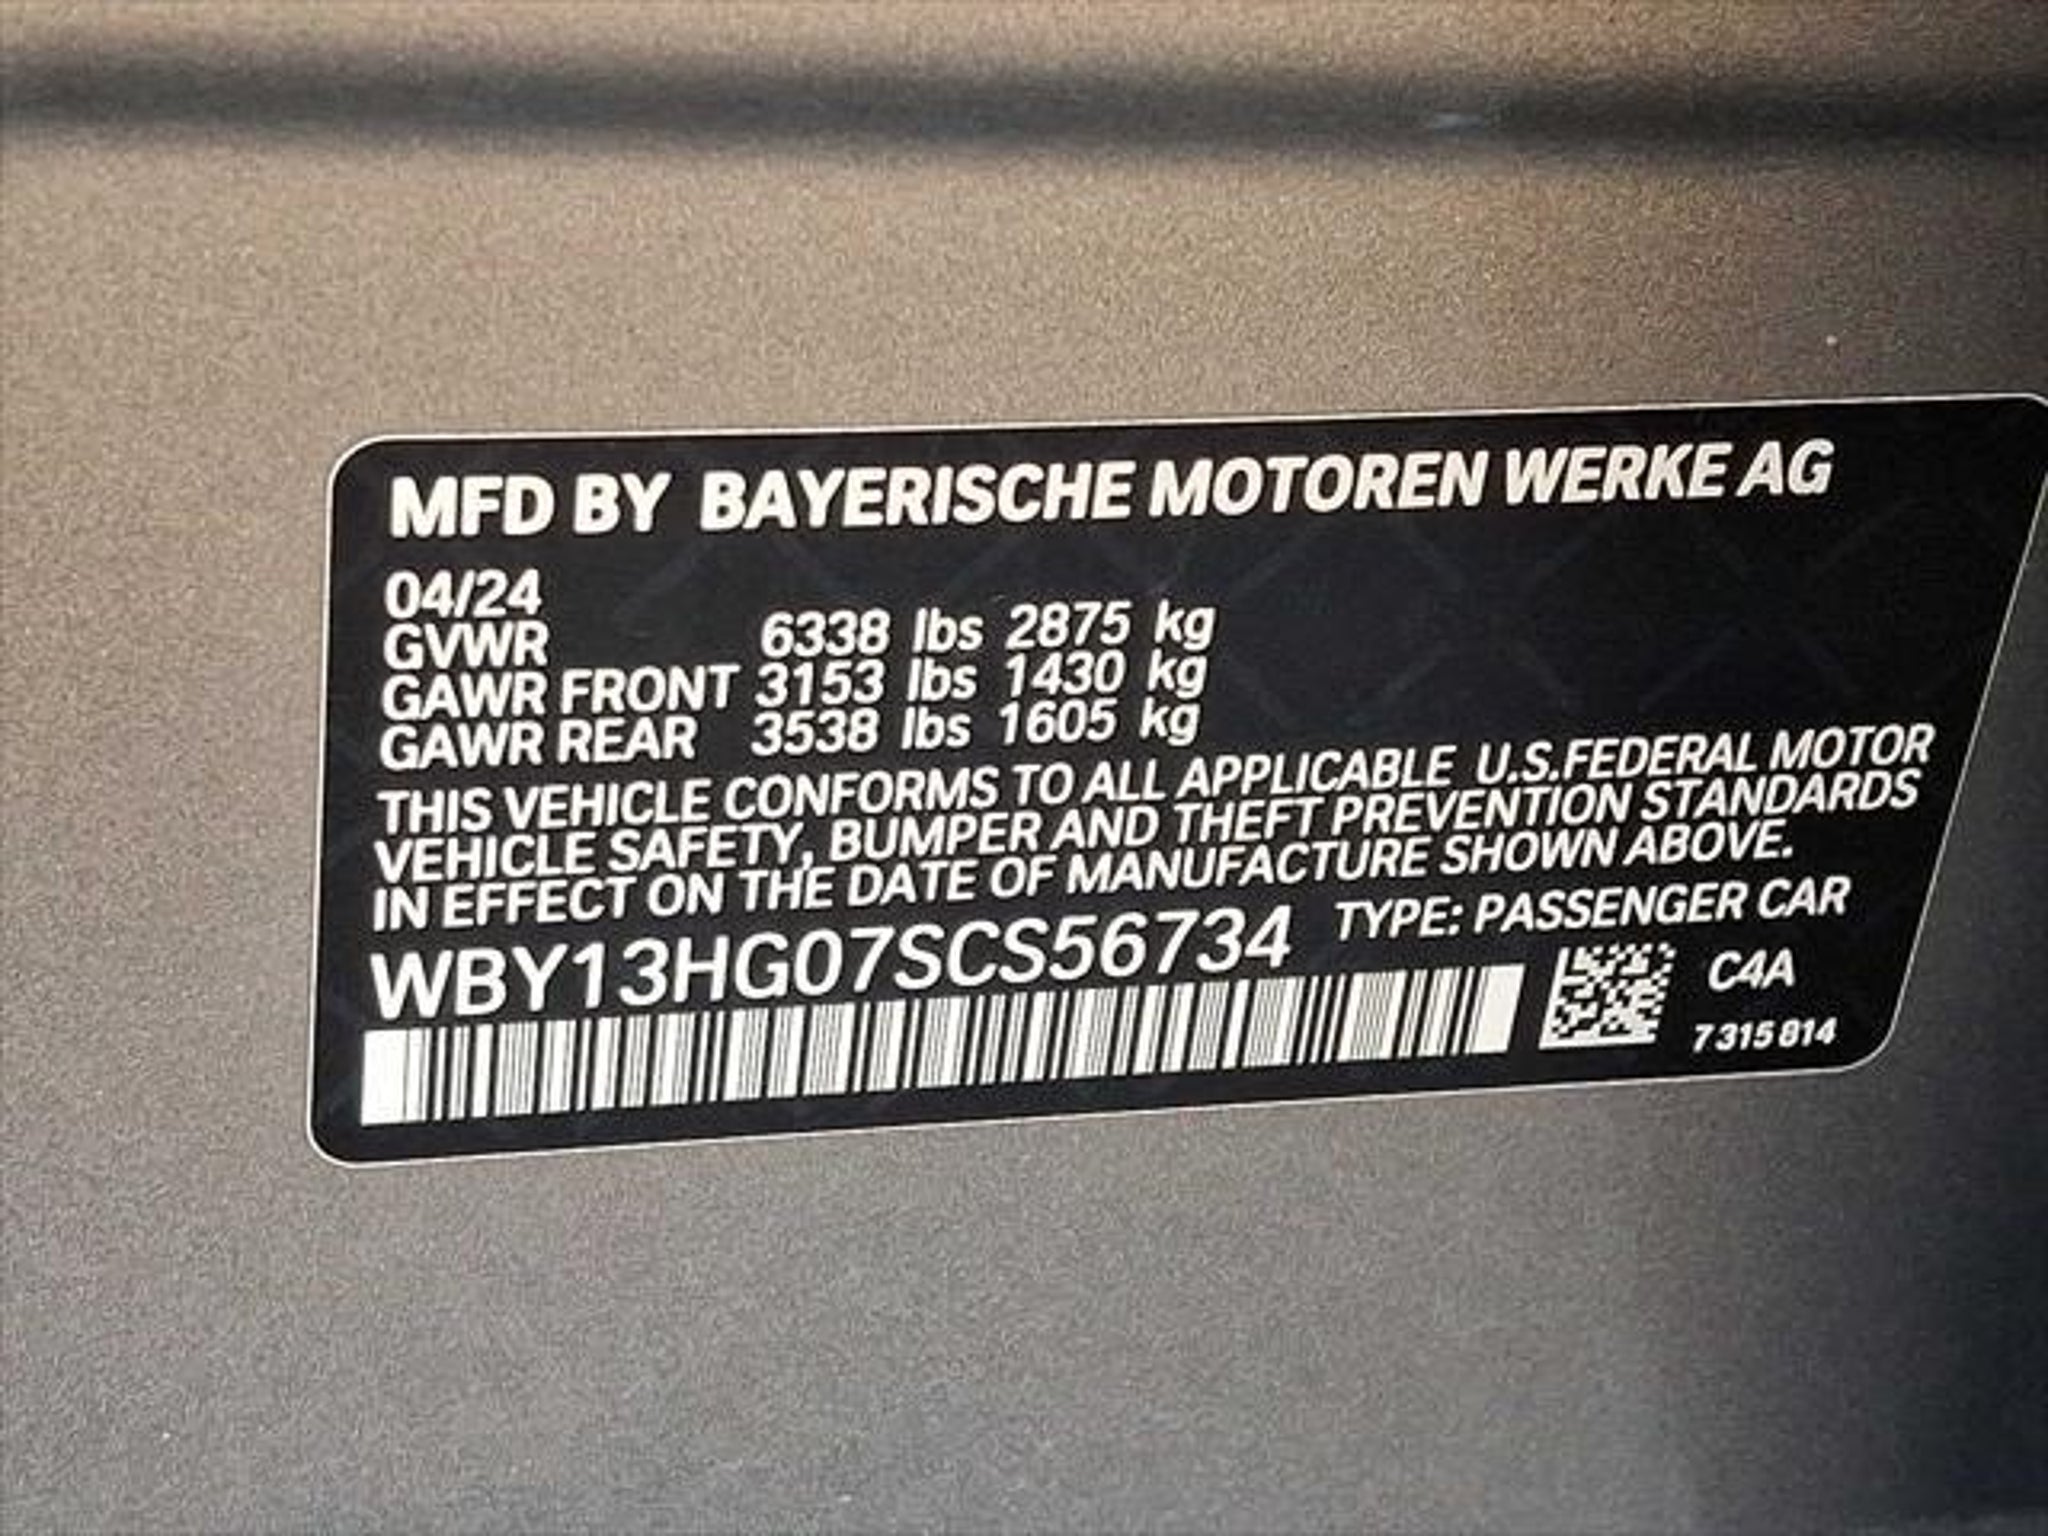 MFD BY BAYERISCHE MOTOREN WERKE AG
04/24
GVWR 6338 lbs 2875 kg
GAWR FRONT 3153 lbs 1430 kg
GAWR REAR 3538 lbs 1605 kg
THIS VEHICLE CONFORMS TO ALL APPLICABLE U.S.FEDERAL MOTOR
VEHICLE SAFETY, BUMPER AND THEFT PREVENTION STANDARDS
IN EFFECT ON THE DATE OF MANUFACTURE SHOWN ABOVE.
WBY13HG07SCS56734 TYPE: PASSENGER CAR
C4A
7 315 814